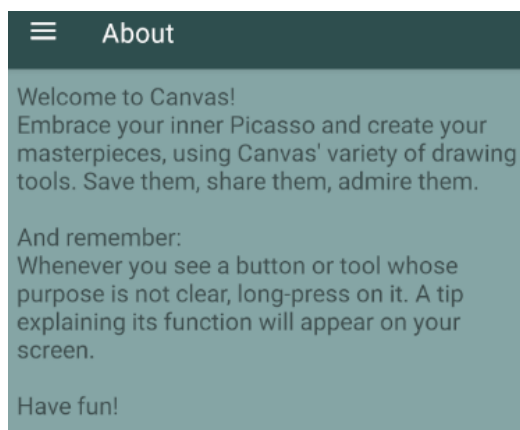 About
Welcome to Canvas!
Embrace your inner Picasso and create your
masterpieces, using Canvas' variety of drawing
tools. Save them, share them, admire them.
And remember:
Whenever you see a button or tool whose
purpose is not clear, long-press on it. A tip
explaining its function will appear on your
screen.
Have fun!